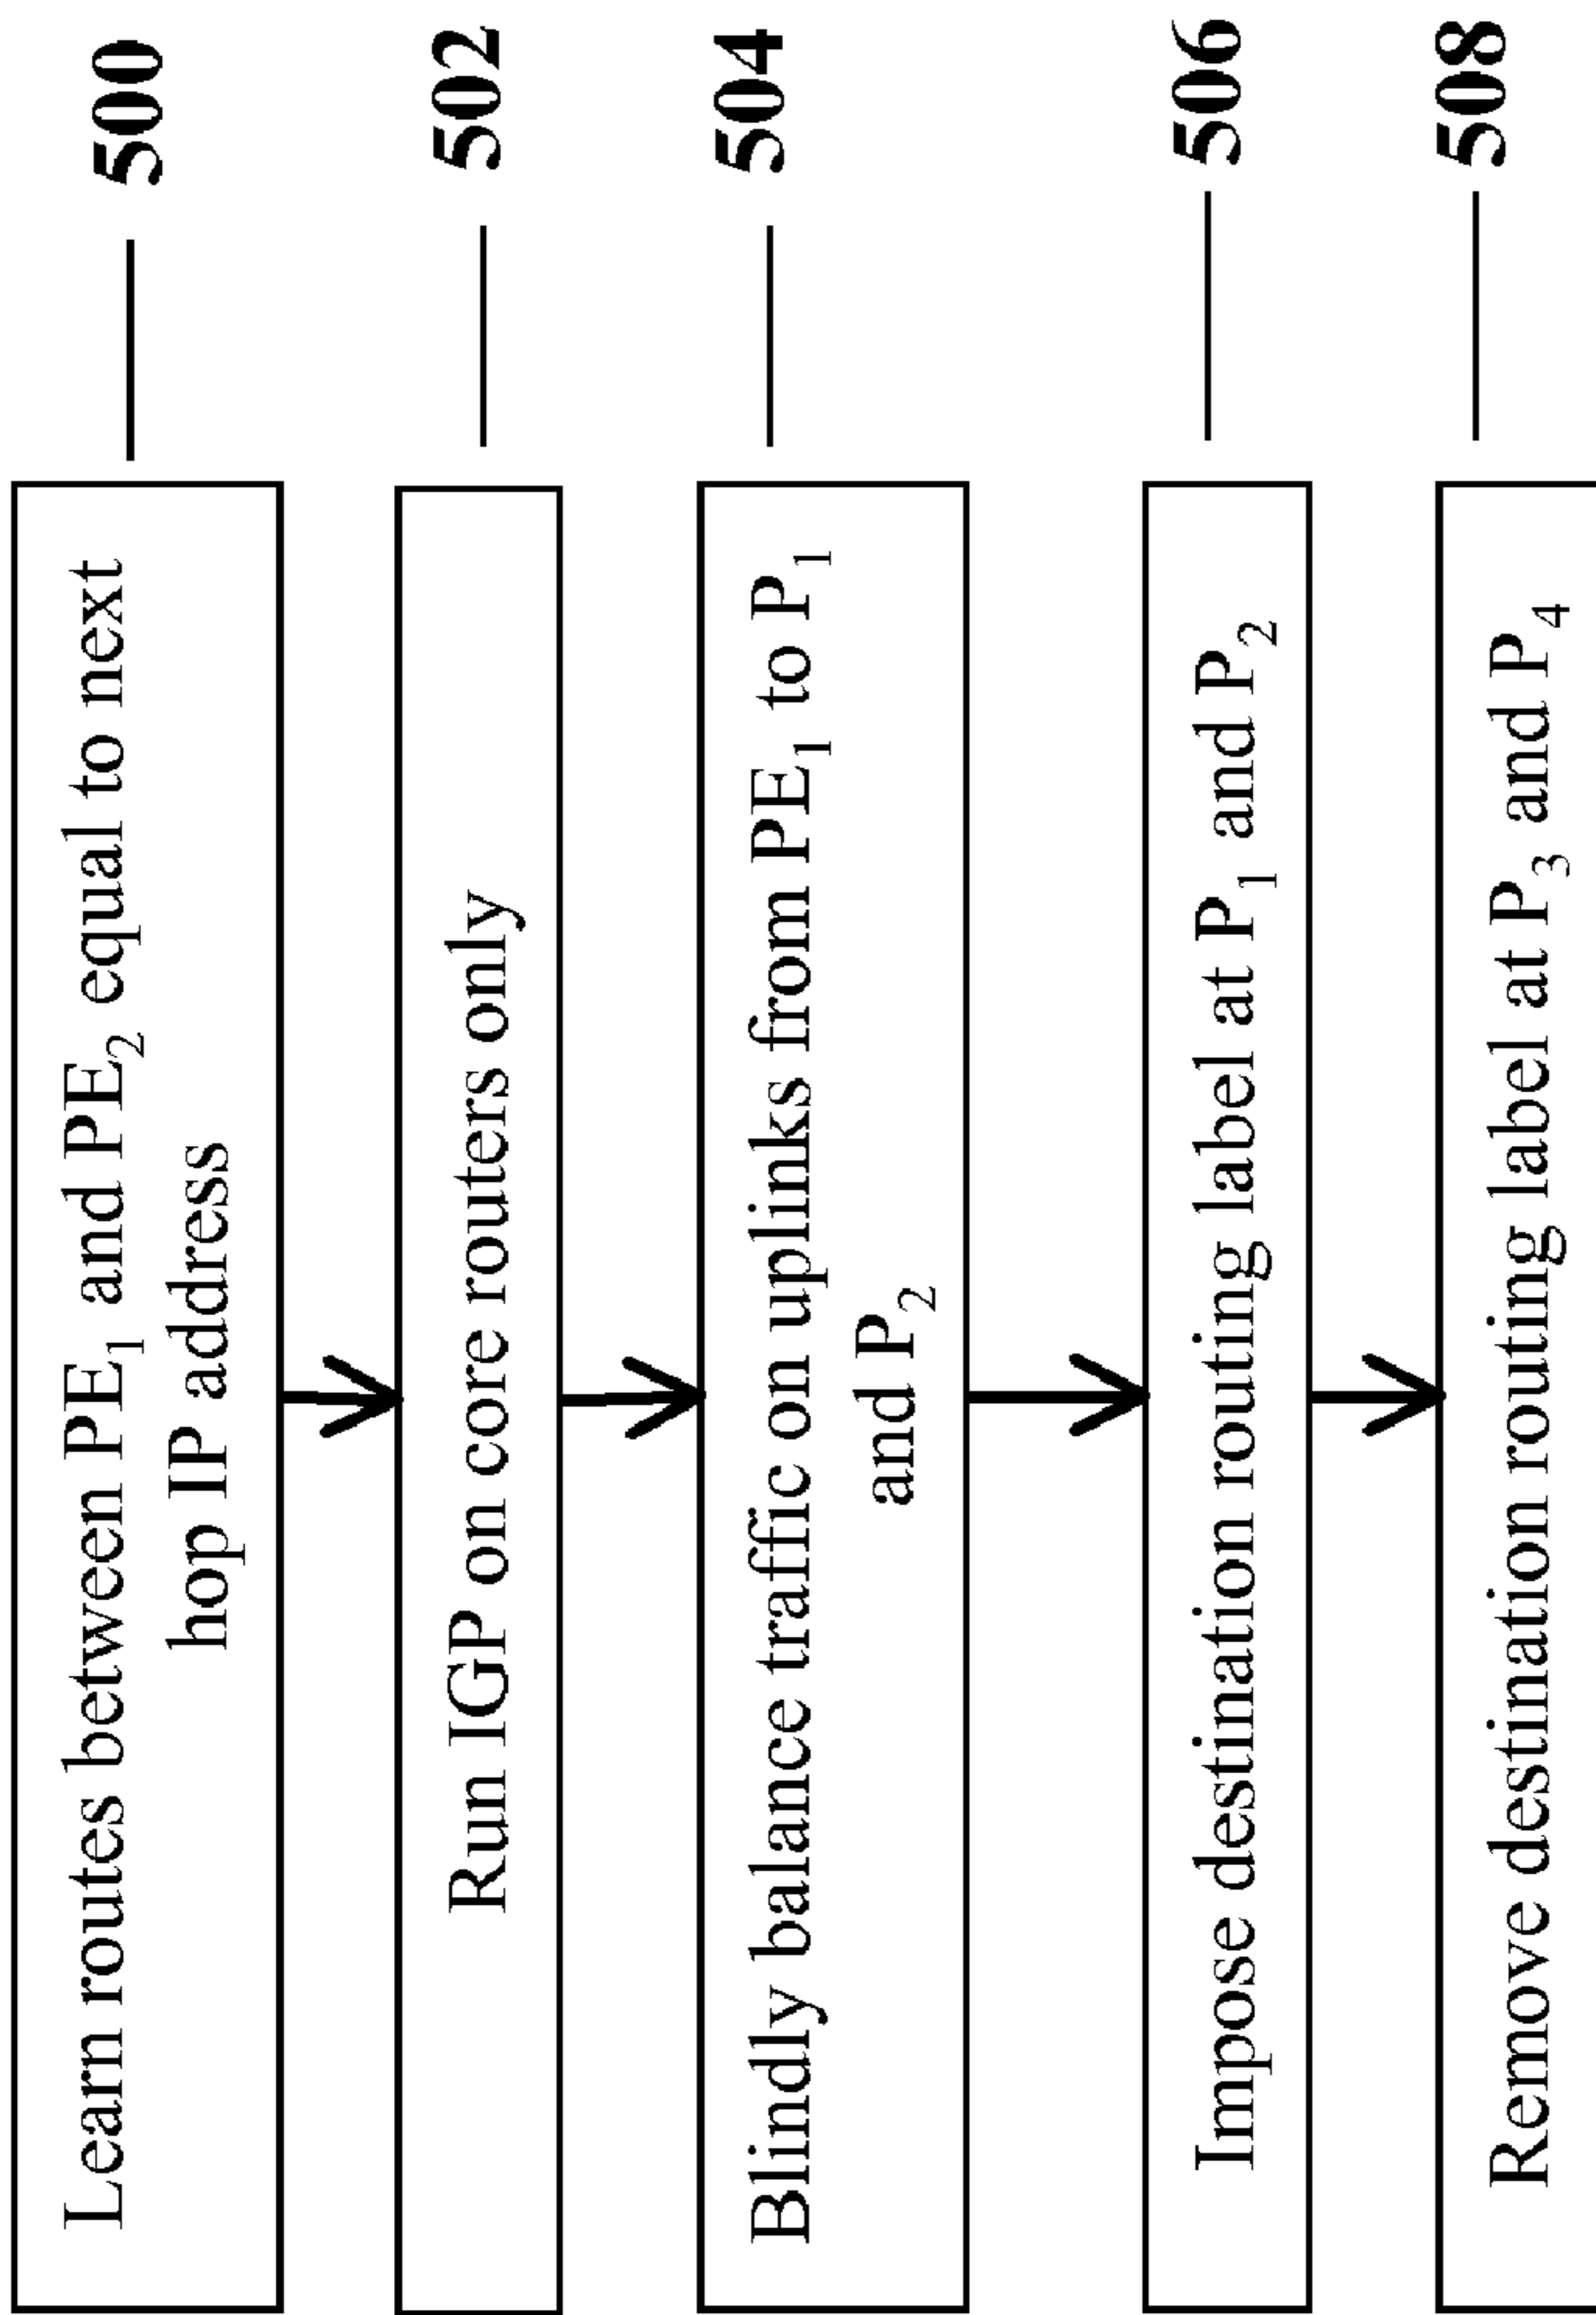 Learn routes between PE₁ and PE₂ equal to next
hop IP address
500
Run IGP on core routers only
502
Blindly balance traffic on uplinks from PE₁ to P₁
and P₂
504
Impose destination routing label at P₁ and P₂
506
Remove destination routing label at P₃ and P₄
508